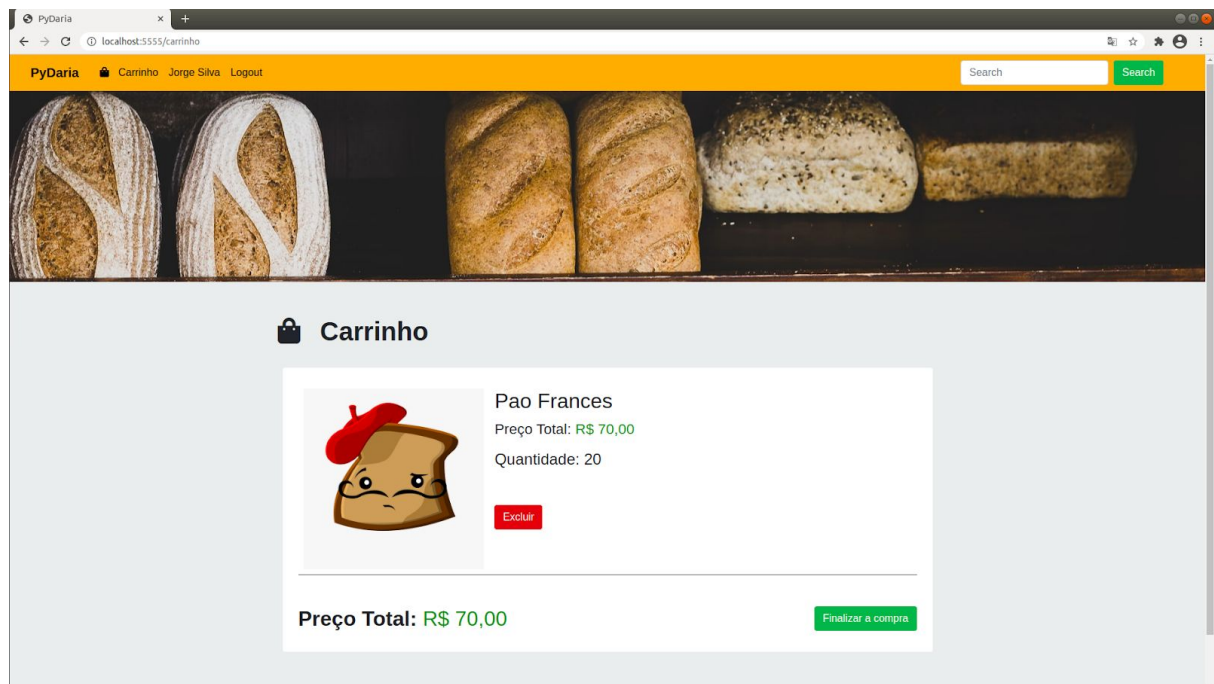 PyDaria
localhost:5555/carrinho
PyDaria Carrinho Jorge Silva Logout Search Search
Carrinho
Pao Frances
Preço Total: R$ 70,00
Quantidade: 20
Excluir
Preço Total: R$ 70,00
Finalizar a compra